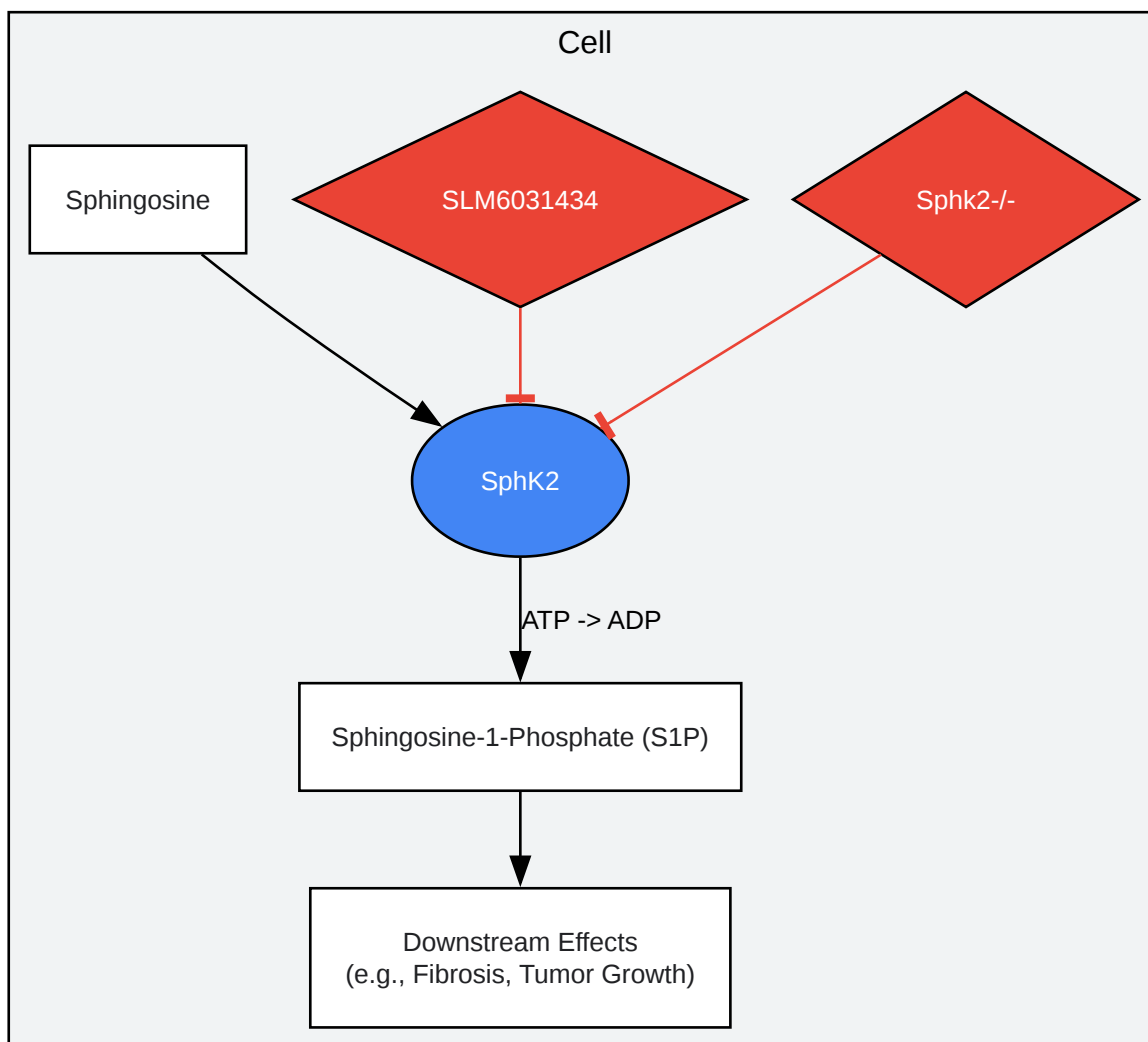 Cell
Sphingosine
SLM6031434
Sphk2-/-
SphK2
ATP -> ADP
Sphingosine-1-Phosphate (S1P)
Downstream Effects
(e.g., Fibrosis, Tumor Growth)